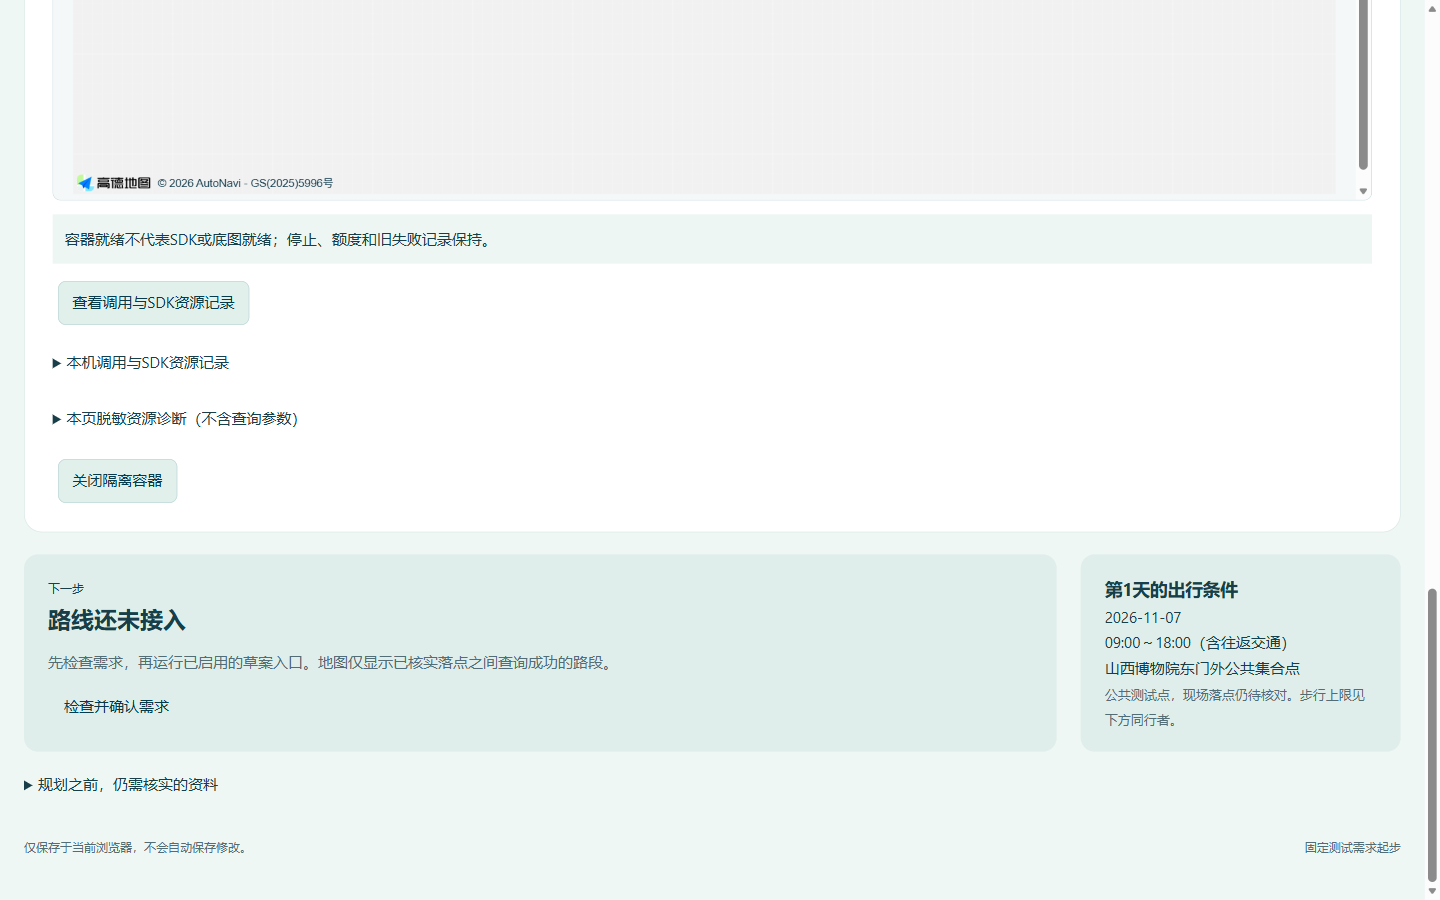 高德地图 © 2026 AutoNavi - GS(2025)5996号
容器就绪不代表SDK或底图就绪；停止、额度和旧失败记录保持。
查看调用与SDK资源记录
本机调用与SDK资源记录
本页脱敏资源诊断（不含查询参数）
关闭隔离容器
下一步
路线还未接入
先检查需求，再运行已启用的草案入口。地图仅显示已核实落点之间查询成功的路段。
检查并确认需求
第1天的出行条件
2026-11-07
09:00～18:00（含往返交通）
山西博物院东门外公共集合点
公共测试点，现场落点仍待核对。步行上限见
下方同行者。
规划之前，仍需核实的资料
仅保存于当前浏览器，不会自动保存修改。
固定测试需求起步